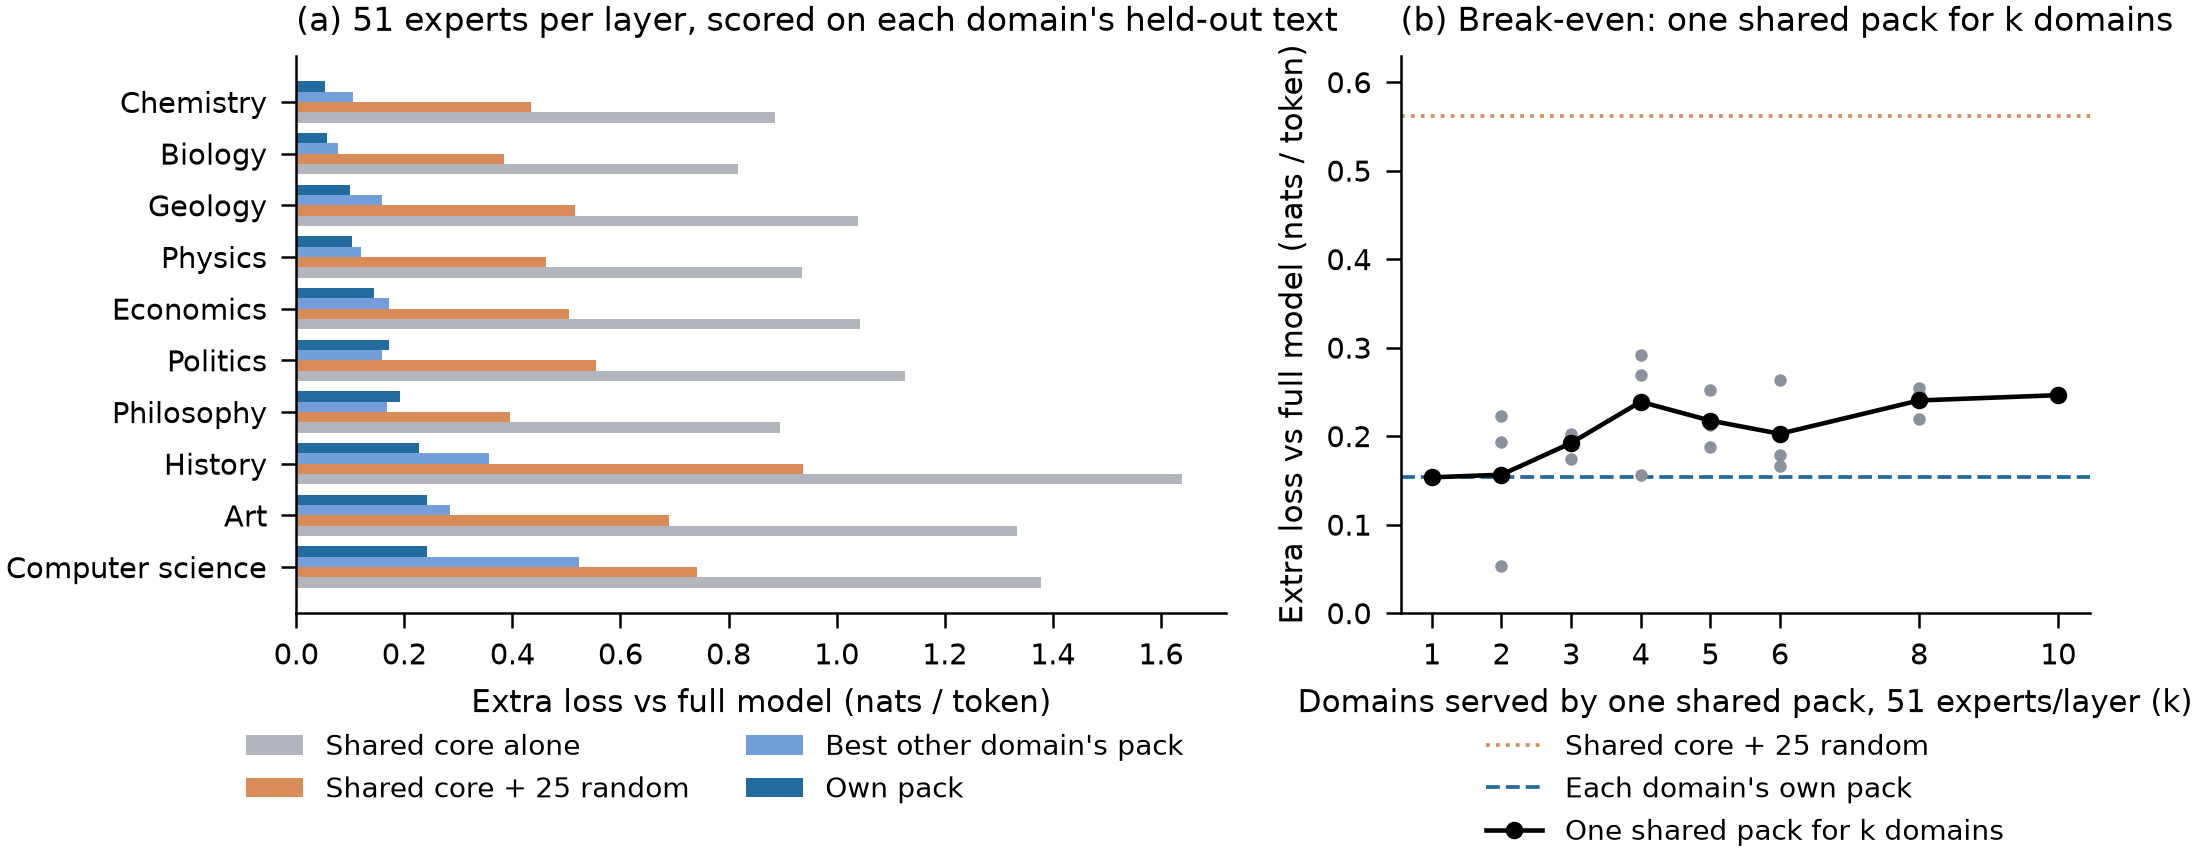 (a) 51 experts per layer, scored on each domain's held-out text
Chemistry
Biology
Geology
Physics
Economics
Politics
Philosophy
History
Art
Computer science
0.0 0.2 0.4 0.6 0.8 1.0 1.2 1.4 1.6
Extra loss vs full model (nats / token)
Shared core alone
Shared core + 25 random
Best other domain's pack
Own pack
(b) Break-even: one shared pack for k domains
Extra loss vs full model (nats / token)
0.6
0.5
0.4
0.3
0.2
0.1
0.0
1 2 3 4 5 6 8 10
Domains served by one shared pack, 51 experts/layer (k)
Shared core + 25 random
Each domain's own pack
One shared pack for k domains